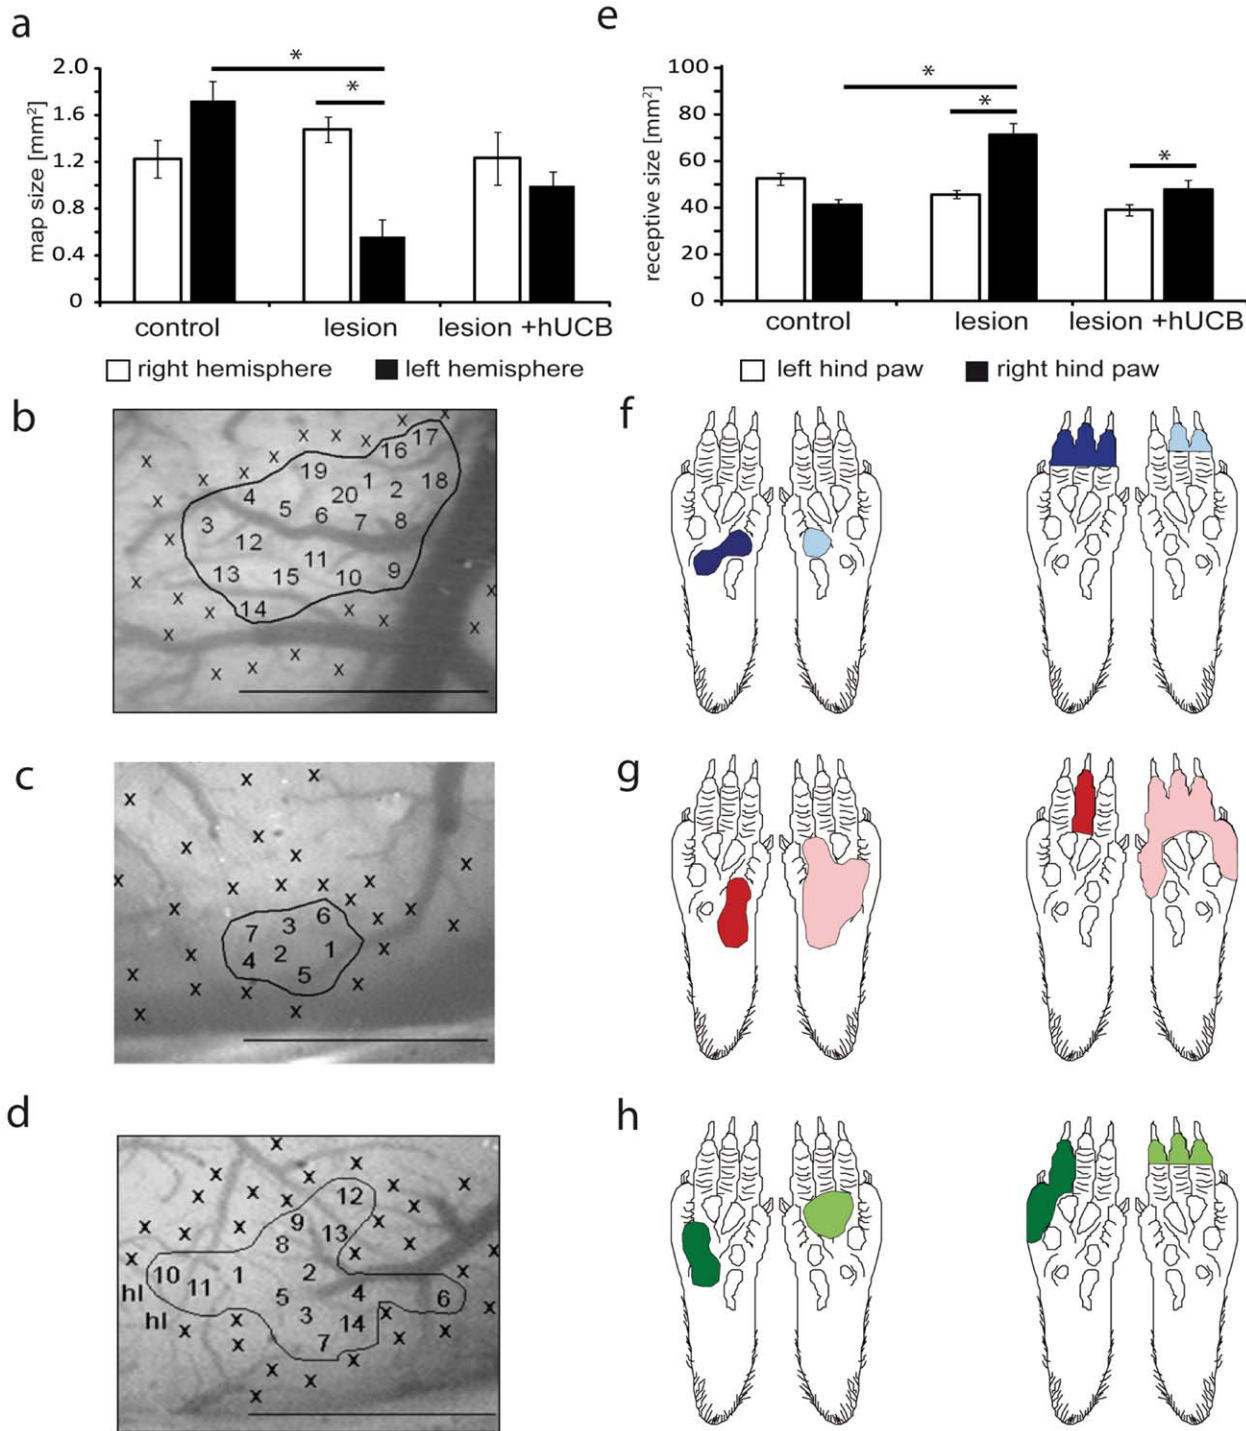 a
*
*
2.0
1.6
1.2
0.8
0.4
0
map size [mm²]
control
lesion
lesion +hUCB
right hemisphere
left hemisphere
e
*
*
*
100
80
60
40
20
0
receptive size [mm²]
control
lesion
lesion +hUCB
left hind paw
right hind paw
b
x x x x x
x 17
x x 16
x 19 1 18
x 4 20 2
3 5 6 7 8
x 12
11
x 13 15 10 9 x
x x 14 x x x
x
x x x x
f
c
x x
x
x
x x x
x x x x x
x 6 x x x
7 3
x 4 2 1 x
x 5
x x x
x x
g
d
x
x x
x x x 12 x x
x x 9 13 x x
8 x x
x 10 1 2 x x
hl 11 5 4 6
hl x 3 14 x x
x x 7 x x
x x
x x
h